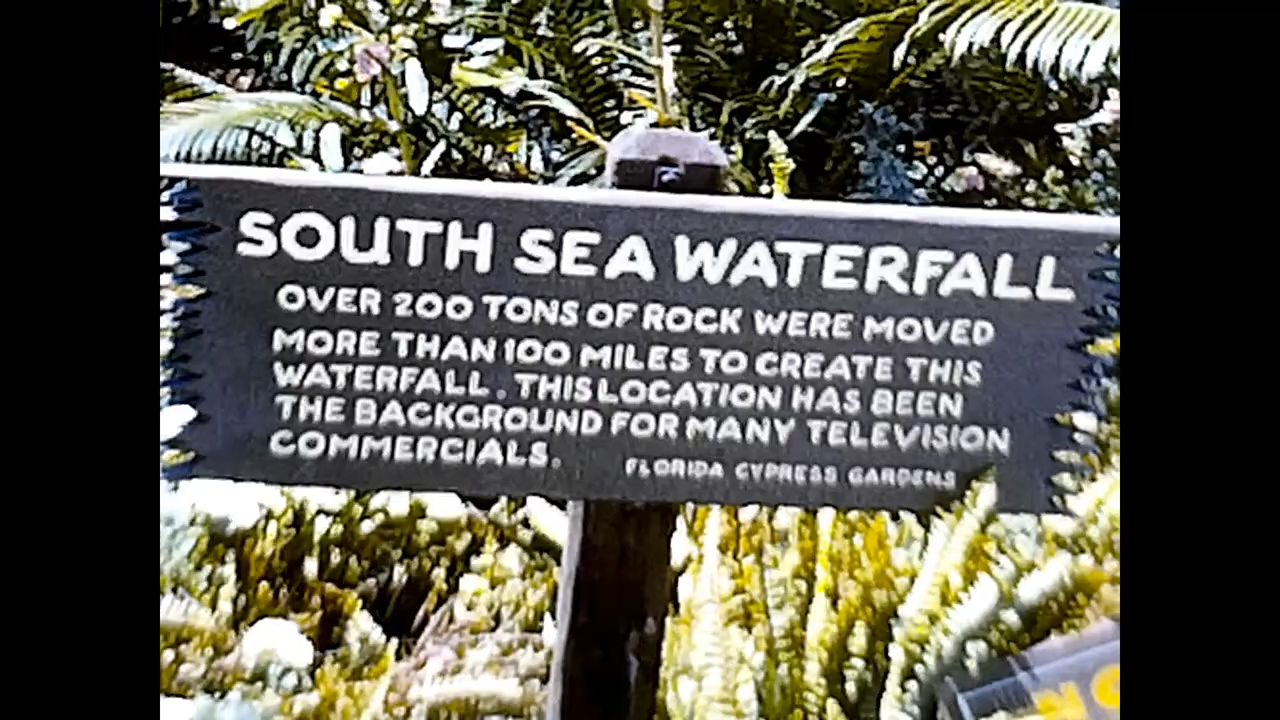 SOUTH SEA WATERFALL
OVER 200 TONS OF ROCK WERE MOVED
MORE THAN 100 MILES TO CREATE THIS
WATERFALL. THIS LOCATION HAS BEEN
THE BACKGROUND FOR MANY TELEVISION
COMMERCIALS.
FLORIDA CYPRESS GARDENS